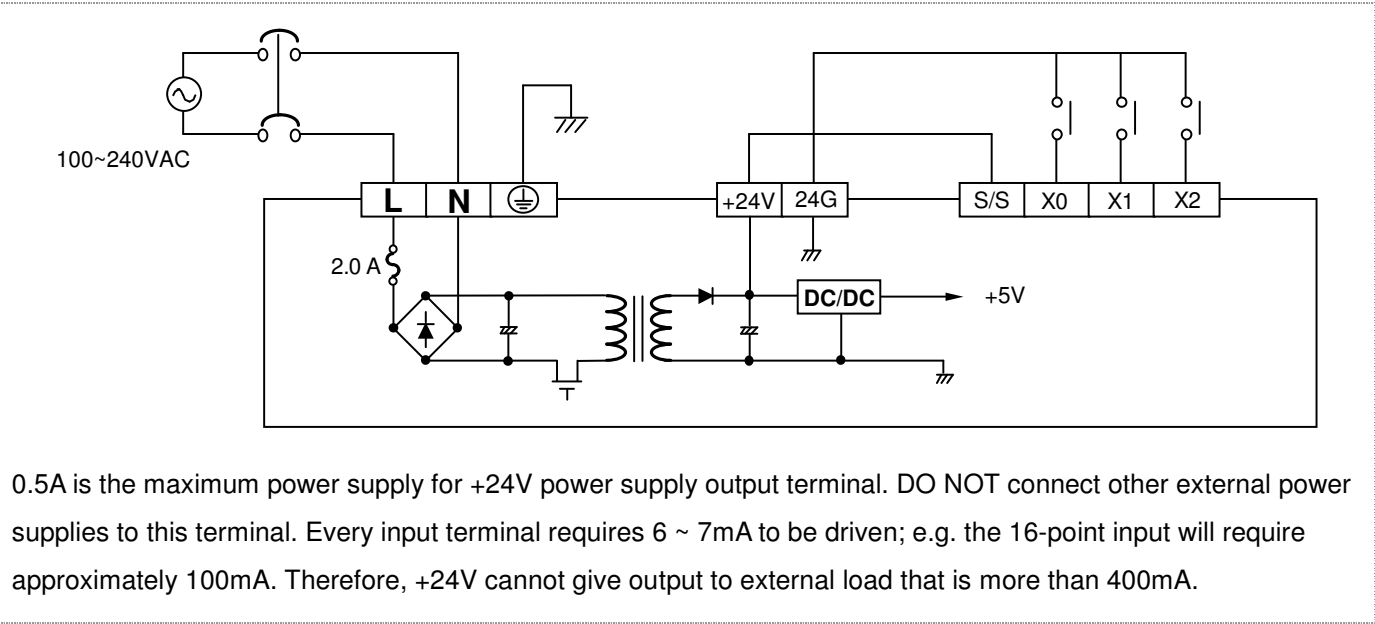 100~240VAC
L N
+24V 24G
S/S X0 X1 X2
2.0 A
DC/DC
+5V
0.5A is the maximum power supply for +24V power supply output terminal. DO NOT connect other external power
supplies to this terminal. Every input terminal requires 6 ~ 7mA to be driven; e.g. the 16-point input will require
approximately 100mA. Therefore, +24V cannot give output to external load that is more than 400mA.